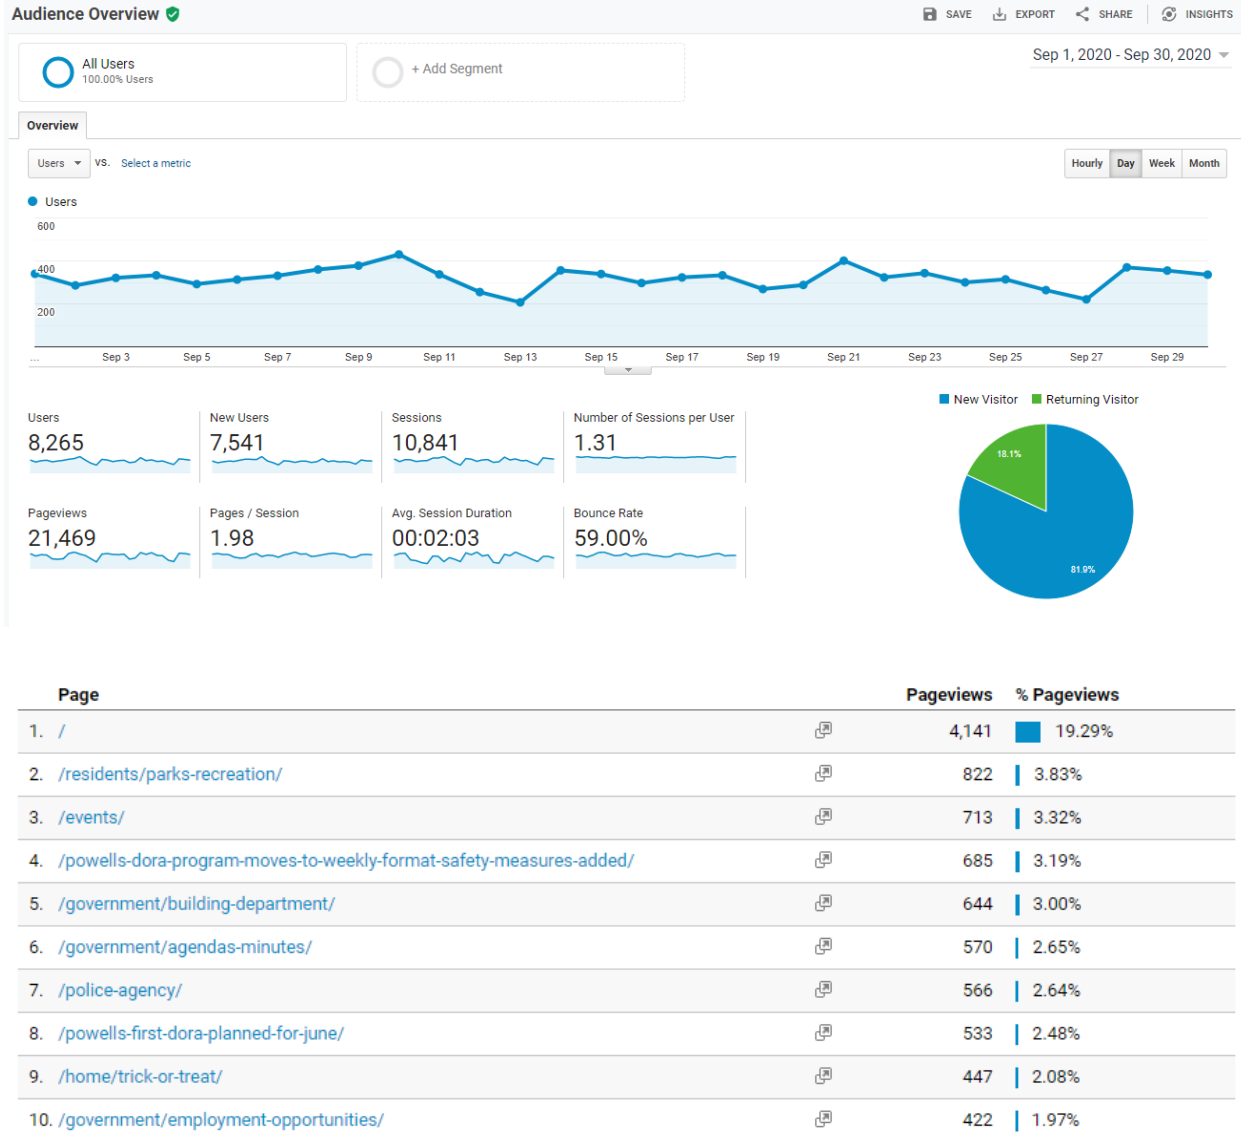 Audience Overview
SAVE EXPORT SHARE INSIGHTS
All Users
100.00% Users
+ Add Segment
Sep 1, 2020 - Sep 30, 2020
Overview
Users VS. Select a metric
Hourly Day Week Month
Users
600
400
200
... Sep 3 Sep 5 Sep 7 Sep 9 Sep 11 Sep 13 Sep 15 Sep 17 Sep 19 Sep 21 Sep 23 Sep 25 Sep 27 Sep 29
New Visitor Returning Visitor
Users New Users Sessions Number of Sessions per User
8,265 7,541 10,841 1.31
Pageviews Pages / Session Avg. Session Duration Bounce Rate
21,469 1.98 00:02:03 59.00%
18.1%
81.9%
Page Pageviews % Pageviews
1. / 4,141 19.29%
2. /residents/parks-recreation/ 822 3.83%
3. /events/ 713 3.32%
4. /powells-dora-program-moves-to-weekly-format-safety-measures-added/ 685 3.19%
5. /government/building-department/ 644 3.00%
6. /government/agendas-minutes/ 570 2.65%
7. /police-agency/ 566 2.64%
8. /powells-first-dora-planned-for-june/ 533 2.48%
9. /home/trick-or-treat/ 447 2.08%
10. /government/employment-opportunities/ 422 1.97%